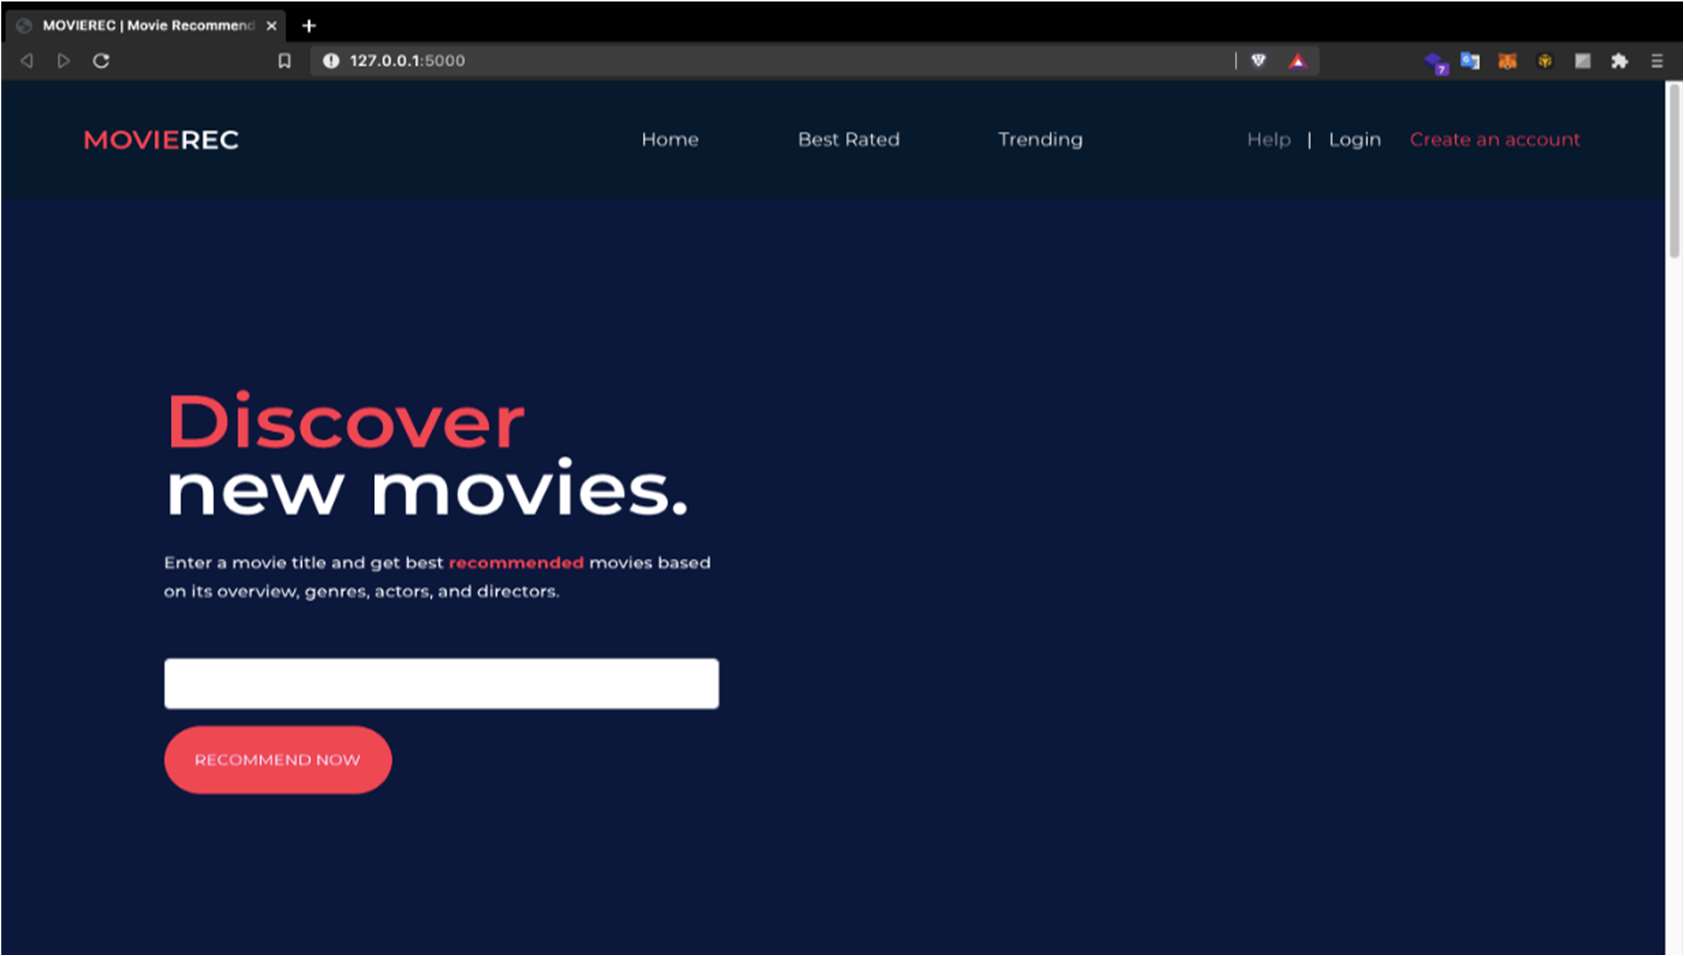 MOVIEREC | Movie Recommend
127.0.0.1:5000
7
MOVIEREC
Home
Best Rated
Trending
Help | Login
Create an account
Discover
new movies.
Enter a movie title and get best recommended movies based
on its overview, genres, actors, and directors.
RECOMMEND NOW